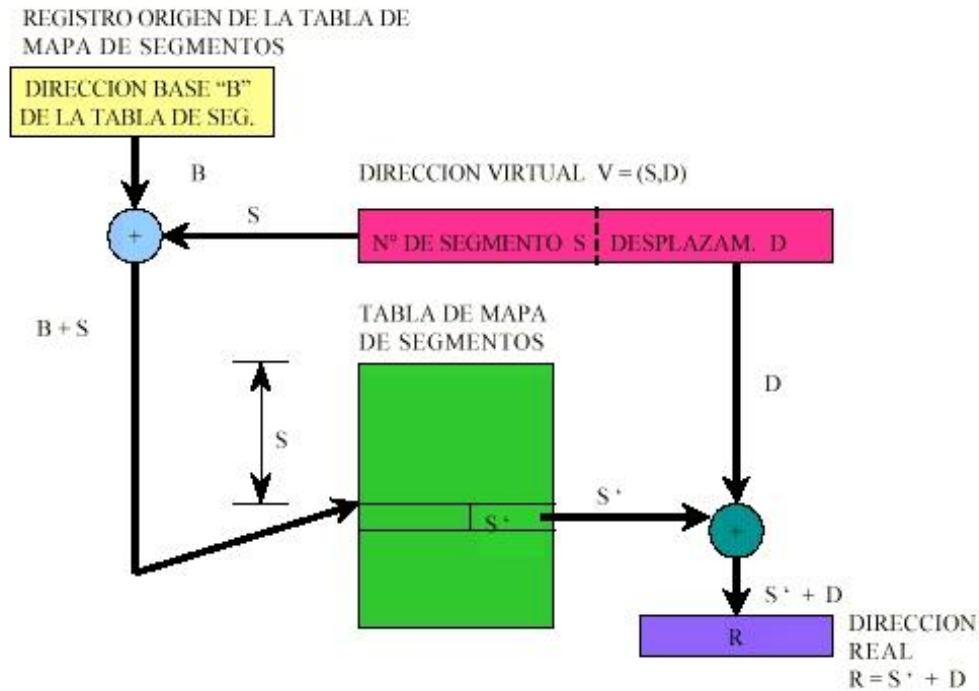 REGISTRO ORIGEN DE LA TABLA DE
MAPA DE SEGMENTOS
DIRECCION BASE “B”
DE LA TABLA DE SEG.
B
DIRECCION VIRTUAL V = (S,D)
S
+
Nº DE SEGMENTO S
DESPLAZAM. D
B + S
TABLA DE MAPA
DE SEGMENTOS
D
S
S‘
S‘
+
S‘ + D
R
DIRECCION
REAL
R = S‘ + D